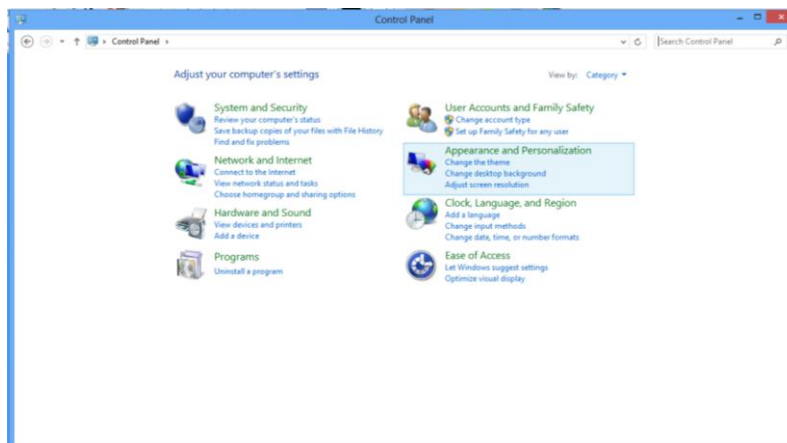 Control Panel
Control Panel
Search Control Panel
Adjust your computer's settings
View by: Category
System and Security
Review your computer's status
Save backup copies of your files with File History
Find and fix problems
Network and Internet
Connect to the Internet
View network status and tasks
Choose homegroup and sharing options
Hardware and Sound
View devices and printers
Add a device
Programs
Uninstall a program
User Accounts and Family Safety
Change account type
Set up Family Safety for any user
Appearance and Personalization
Change the theme
Change desktop background
Adjust screen resolution
Clock, Language, and Region
Add a language
Change input methods
Change date, time, or number formats
Ease of Access
Let Windows suggest settings
Optimize visual display